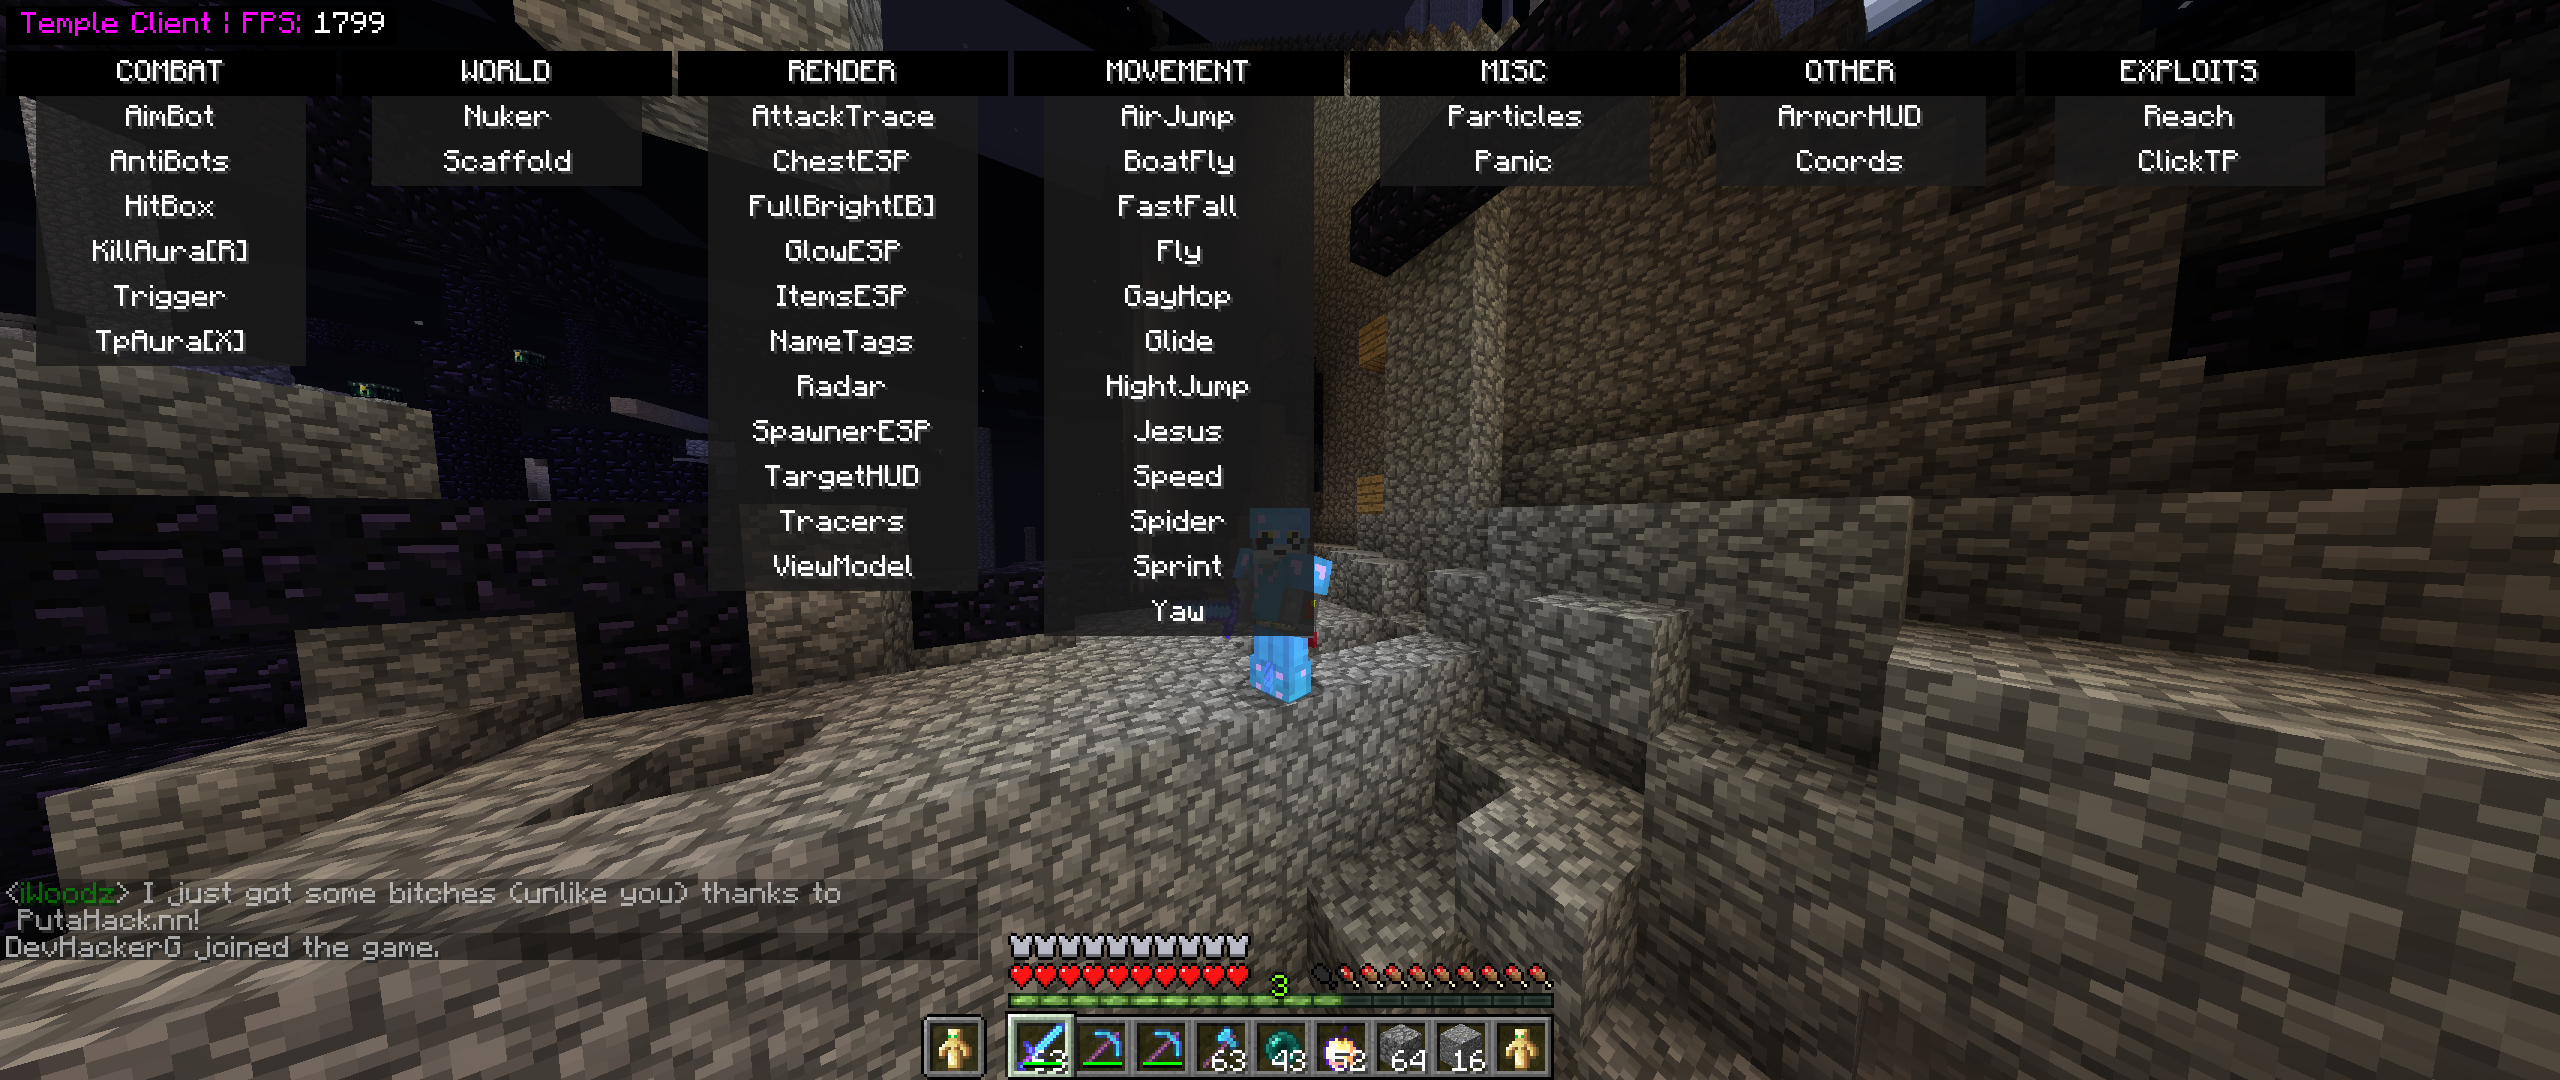 Temple Client | FPS: 1799
COMBAT
AimBot
AntiBots
HitBox
KillAura[R]
Trigger
TpAura[X]
WORLD
Nuker
Scaffold
RENDER
AttackTrace
ChestESP
FullBright[B]
GlowESP
ItemsESP
NameTags
Radar
SpawnerESP
TargetHUD
Tracers
ViewModel
MOVEMENT
AirJump
BoatFly
FastFall
Fly
GayHop
Glide
HightJump
Jesus
Speed
Spider
Sprint
Yaw
MISC
Particles
Panic
OTHER
ArmorHUD
Coords
EXPLOITS
Reach
ClickTP
<iWoodz> I just got some bitches (unlike you) thanks to
PutaHack.nn!
DevHackerG joined the game.
3
63 63 43 52 64 16